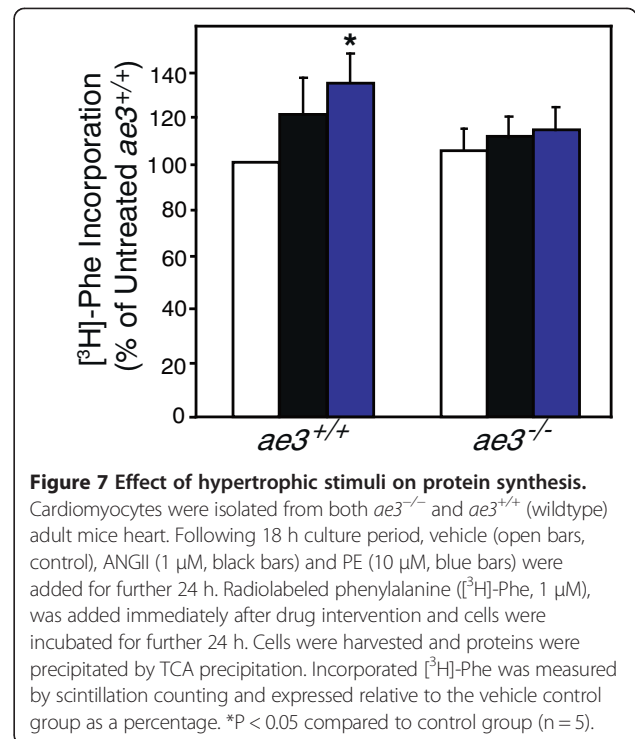 *
[³H]-Phe Incorporation
(% of Untreated ae3+/+)
140
120
100
80
60
40
20
0
ae3+/+ ae3-/-
Figure 7 Effect of hypertrophic stimuli on protein synthesis.
Cardiomyocytes were isolated from both ae3−/− and ae3+/+ (wildtype)
adult mice heart. Following 18 h culture period, vehicle (open bars,
control), ANGII (1 μM, black bars) and PE (10 μM, blue bars) were
added for further 24 h. Radiolabeled phenylalanine ([³H]-Phe, 1 μM),
was added immediately after drug intervention and cells were
incubated for further 24 h. Cells were harvested and proteins were
precipitated by TCA precipitation. Incorporated [³H]-Phe was measured
by scintillation counting and expressed relative to the vehicle control
group as a percentage. *P < 0.05 compared to control group (n = 5).